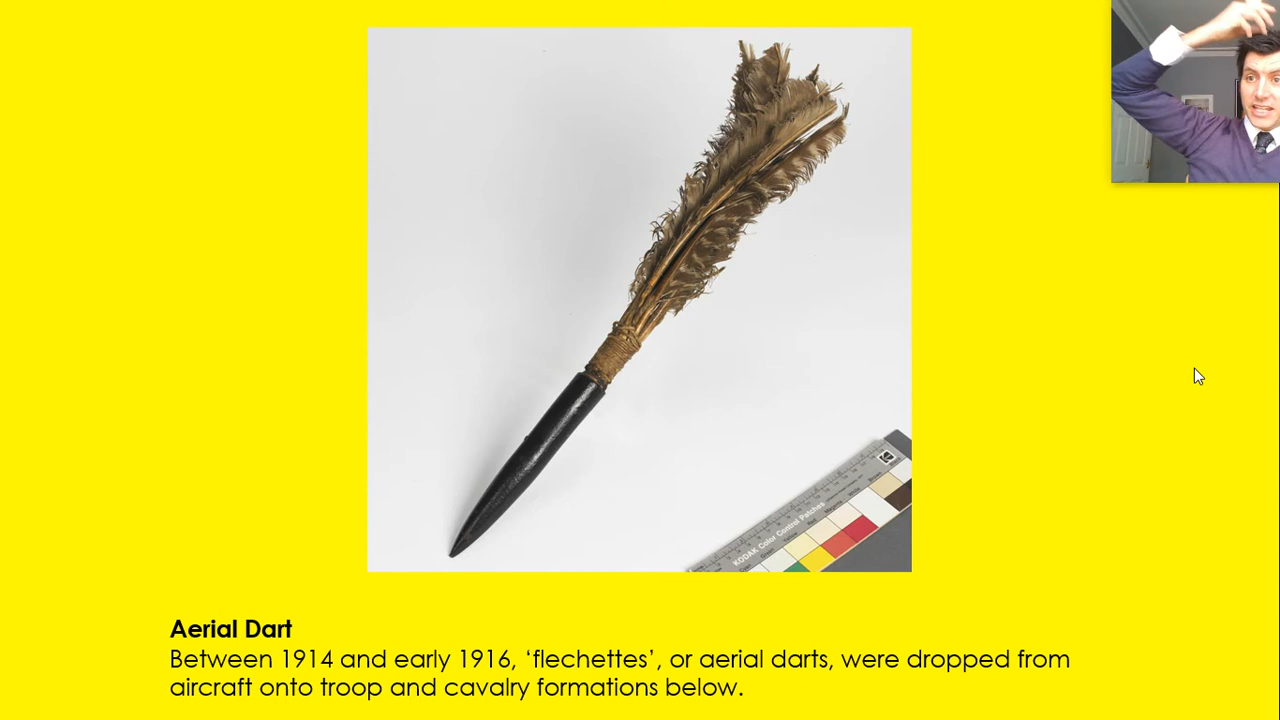 KODAK Color Control Patches
Aerial Dart
Between 1914 and early 1916, ‘flechettes’, or aerial darts, were dropped from
aircraft onto troop and cavalry formations below.